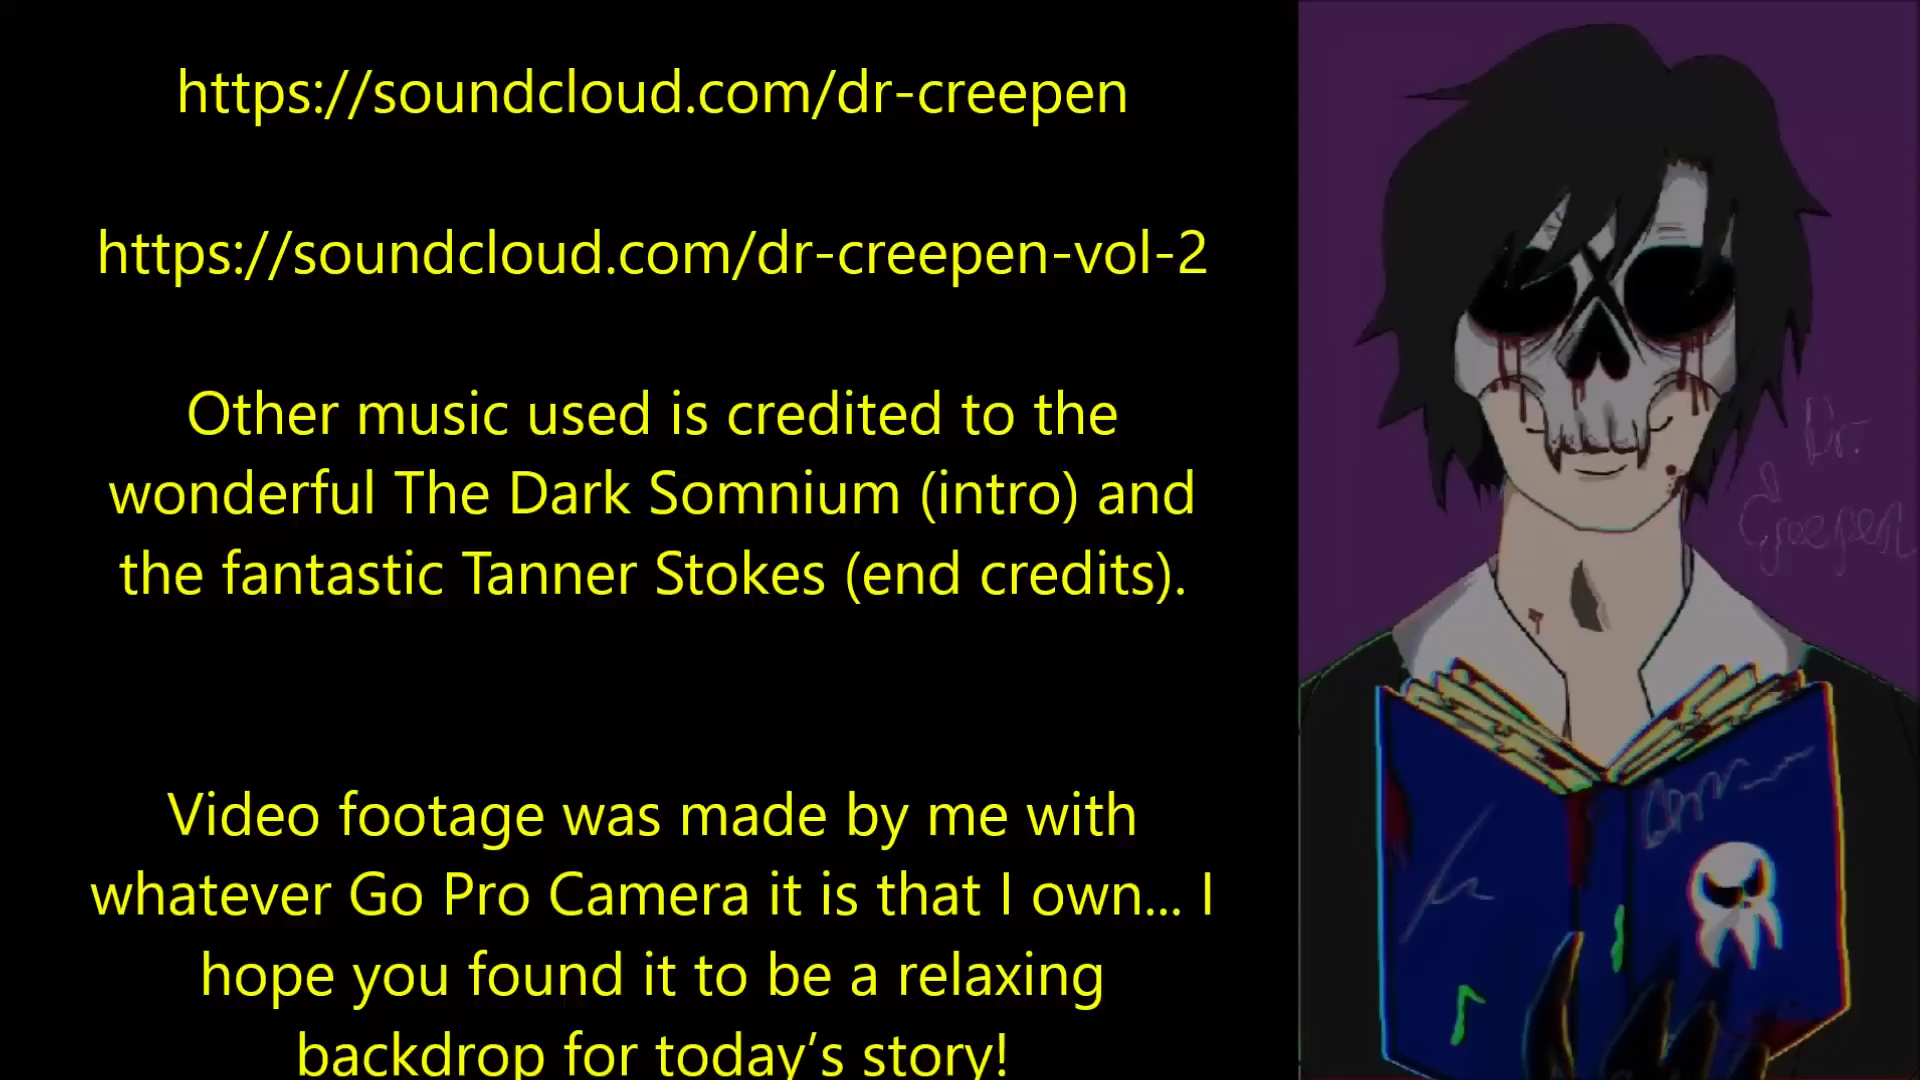 https://soundcloud.com/dr-creepen
https://soundcloud.com/dr-creepen-vol-2
Other music used is credited to the
wonderful The Dark Somnium (intro) and
the fantastic Tanner Stokes (end credits).
Video footage was made by me with
whatever Go Pro Camera it is that I own... I
hope you found it to be a relaxing
backdrop for today’s story!
Dr.
Creepen